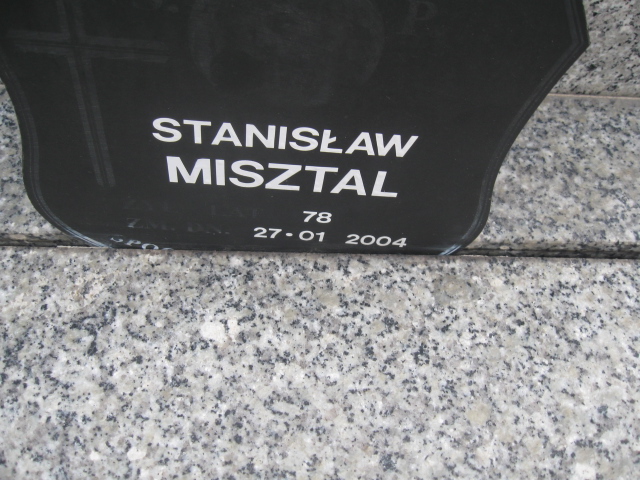 P.
STANISŁAW
MISZTAL
78
27·01 2004